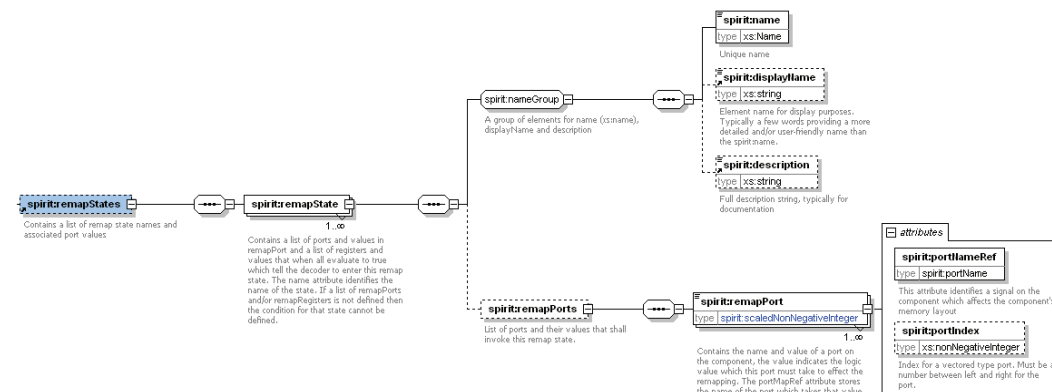 spirit:name
type xs:Name
Unique name
spirit:displayName
type xs:string
Element name for display purposes.
Typically a few words providing a more
detailed and/or user-friendly name than
the spirit:name.
spirit:nameGroup
A group of elements for name (xs:name),
displayName and description
spirit:description
type xs:string
Full description string, typically for
documentation
spirit:remapStates
Contains a list of remap state names and
associated port values
spirit:remapState
1..∞
Contains a list of ports and values in
remapPort and a list of registers and
values that when all evaluate to true
which tell the decoder to enter this remap
state. The name attribute identifies the
name of the state. If a list of remapPorts
and/or remapRegisters is not defined then
the condition for that state cannot be
defined.
spirit:remapPorts
List of ports and their values that shall
invoke this remap state.
spirit:remapPort
type spirit:scaledNonNegativeInteger
1..∞
Contains the name and value of a port on
the component, the value indicates the logic
value which this port must take to effect the
remapping. The portMapRef attribute stores
the name of the port which takes that value
attributes
spirit:portNameRef
type spirit:portName
This attribute identifies a signal on the
component which affects the component's
memory layout
spirit:portIndex
type xs:nonNegativeInteger
Index for a vectored type port. Must be a
number between left and right for the
port.